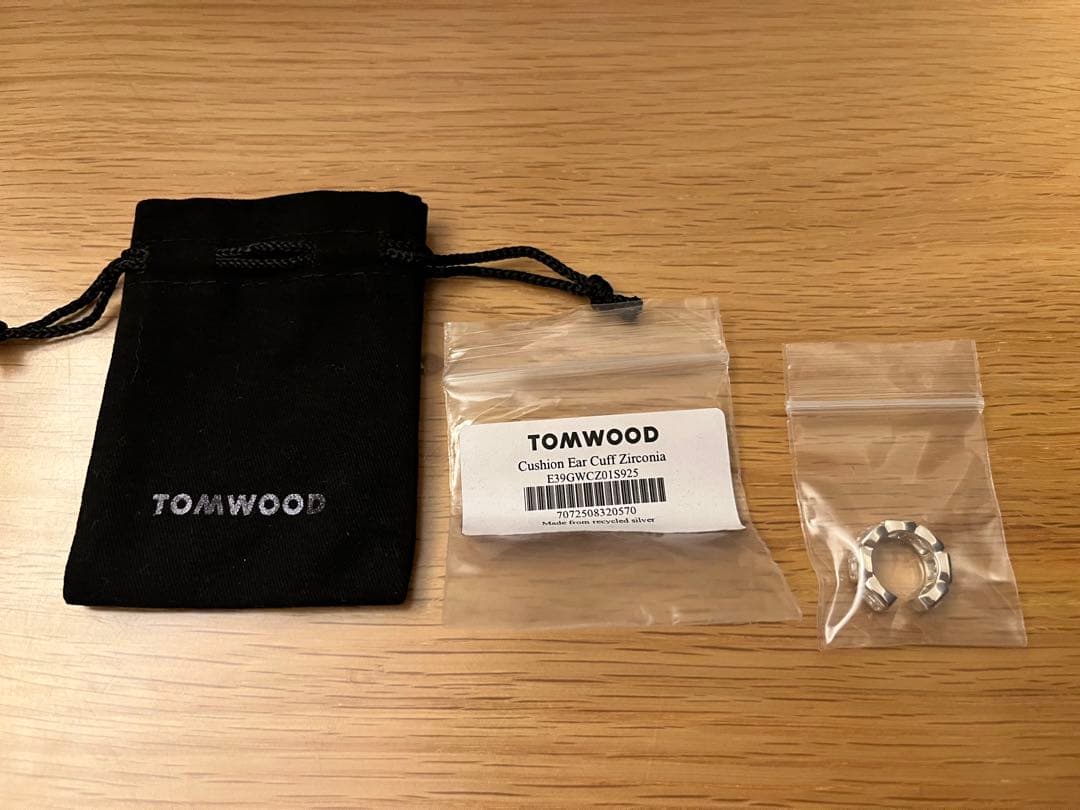 TOMWOOD
TOMWOOD
Cushion Ear Cuff Zirconia
E39GWCZ01S925
7072508320570
Made from recycled silver